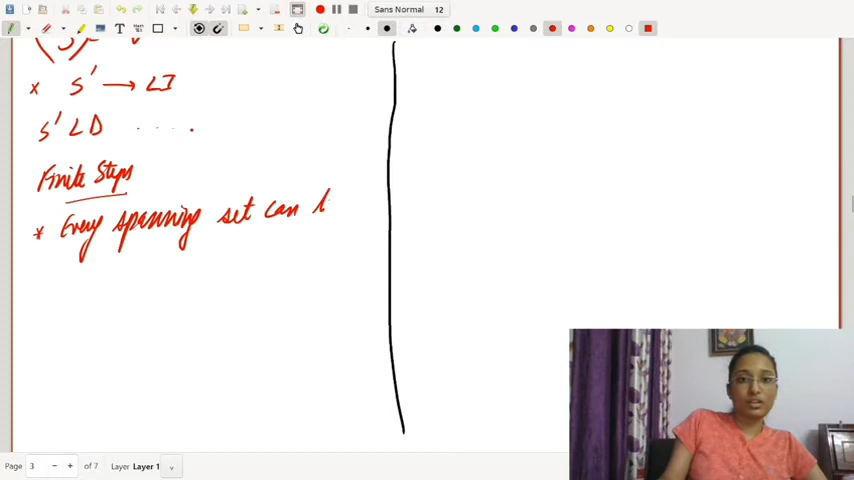 Sans Normal 12
x S' → LI
S' LD ....
Finite Steps
* Every spanning set can
Page 3 - + of 7 Layer Layer 1